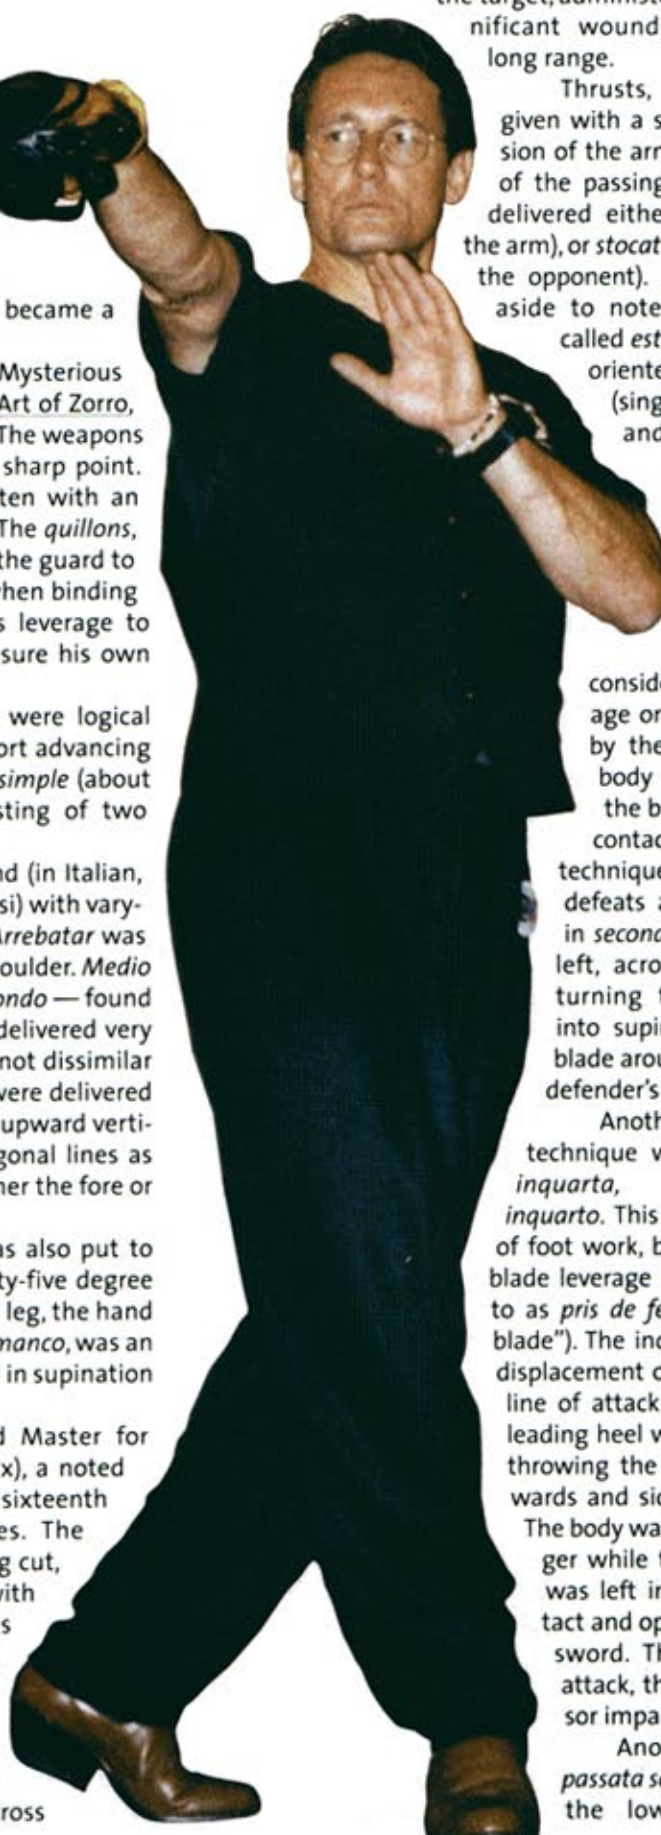 became a
Mysterious
Art of Zorro,
The weapons
sharp point.
ten with an
The quillons,
the guard to
hen binding
s leverage to
sure his own
were logical
ort advancing
simple (about
sting of two
nd (in Italian,
si) with vary-
Arrebatar was
oulder. Medio
ondo — found
delivered very
not dissimilar
were delivered
upward verti-
gonal lines as
her the fore or
as also put to
ty-five degree
leg, the hand
manco, was an
in supination
d Master for
x), a noted
sixteenth
es. The
g cut,
ith
s
ross
nificant wound
long range.
Thrusts,
given with a s
sion of the arr
of the passing
delivered eithe
the arm), or stocat
the opponent).
aside to note
called est
oriente
(sing
and
conside
age or
by the
body
the b
contac
technique
defeats a
in second
left, acro
turning t
into supi
blade arou
defender's
Anoth
technique w
inquarta,
inquarto. This
of foot work, b
blade leverage
to as pris de fe
blade"). The inc
displacement o
line of attack
leading heel w
throwing the
wards and sid
The body wa
ger while t
was left in
tact and op
sword. Th
attack, th
sor impa
Ano
passata so
the low